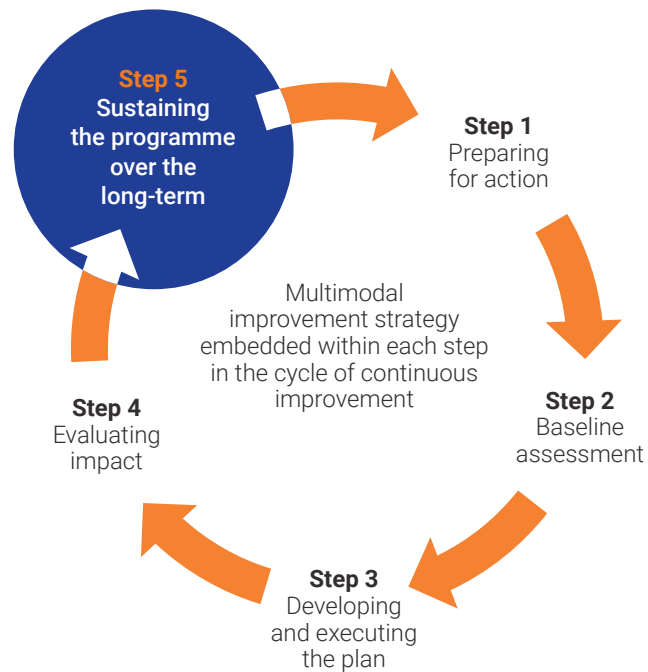 Step 5
Sustaining
the programme
over the
long-term
Step 1
Preparing
for action
Multimodal
improvement strategy
embedded within each step
in the cycle of continuous
improvement
Step 2
Baseline
assessment
Step 4
Evaluating
impact
Step 3
Developing
and executing
the plan